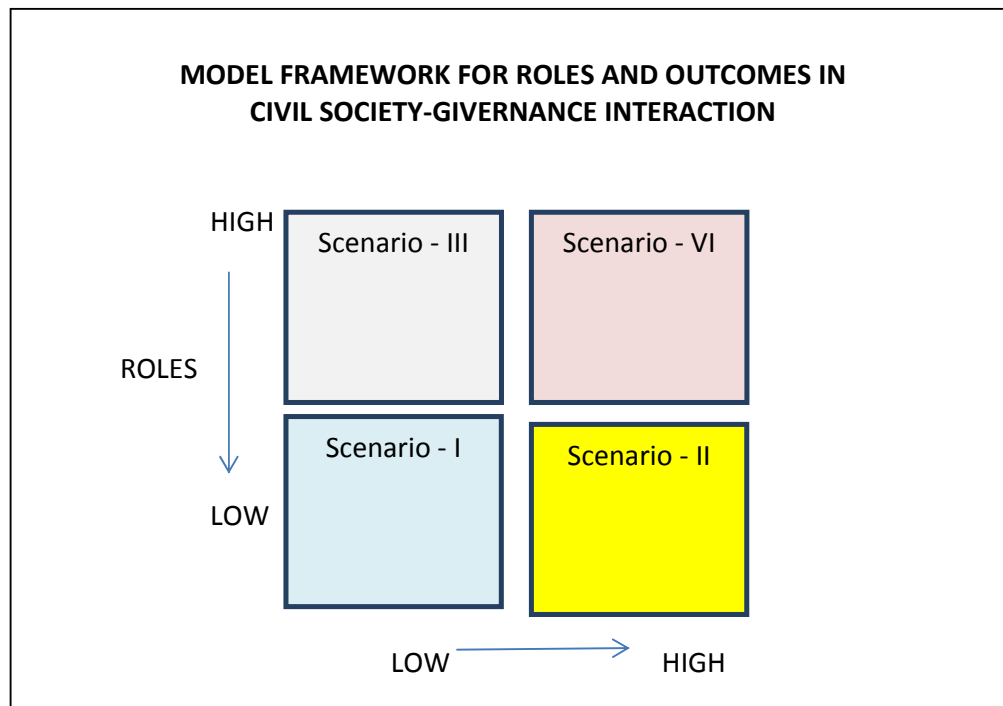 MODEL FRAMEWORK FOR ROLES AND OUTCOMES IN
CIVIL SOCIETY-GIVERNANCE INTERACTION
HIGH
Scenario - III
Scenario - VI
ROLES
Scenario - I
Scenario - II
LOW
LOW
HIGH